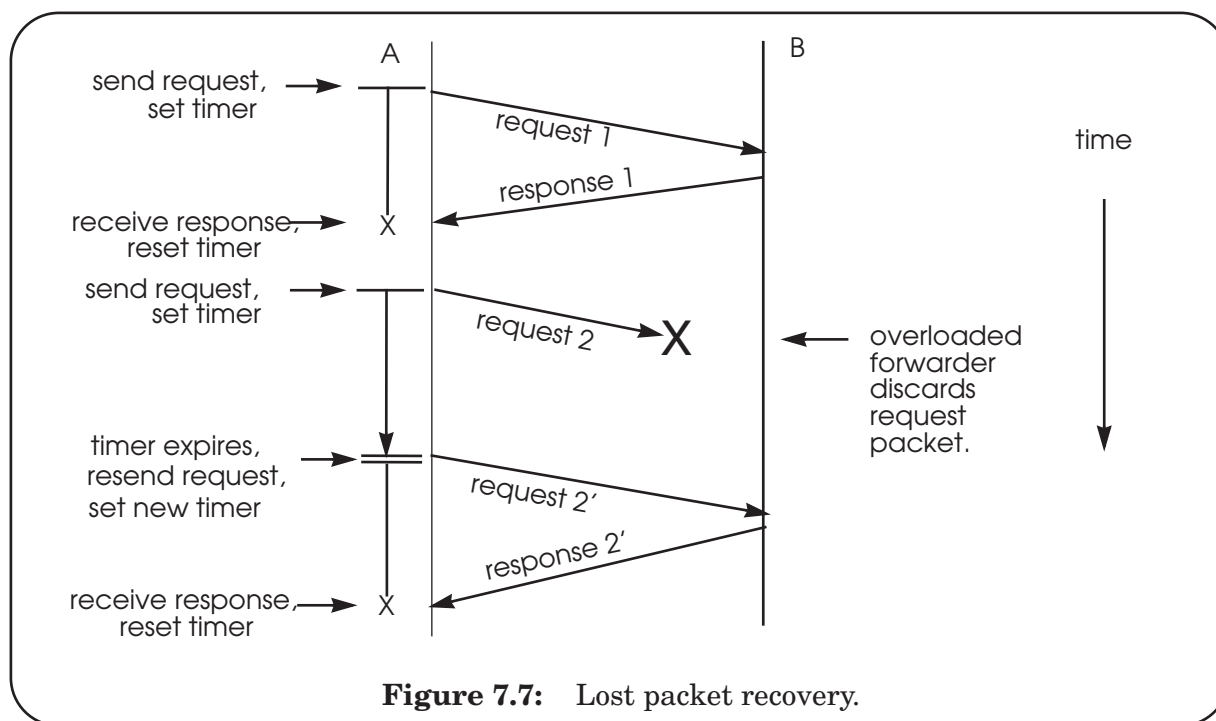 A
B
send request,
set timer
request 1
time
response 1
receive response,
reset timer
X
send request,
set timer
request 2
X
overloaded
forwarder
discards
request
packet.
timer expires,
resend request,
set new timer
request 2’
response 2’
receive response,
reset timer
X
Figure 7.7: Lost packet recovery.